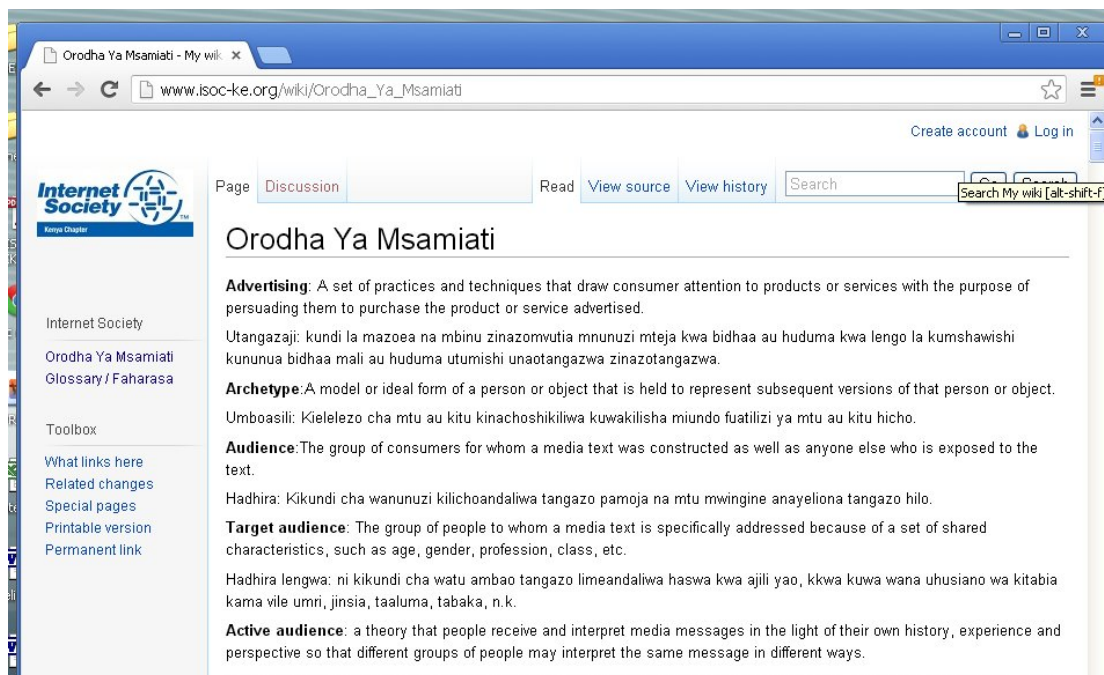 Orodha Ya Msamiati - My wik
www.isoc-ke.org/wiki/Orodha_Ya_Msamiati
Create account Log in
Internet Society
Kenya Chapter
Page Discussion Read View source View history Search
Search My wiki [alt-shift-f]
Orodha Ya Msamiati
Advertising: A set of practices and techniques that draw consumer attention to products or services with the purpose of
persuading them to purchase the product or service advertised.
Utangazaji: kundi la mazoea na mbinu zinazomvutia mnunuzi mteja kwa bidhaa au huduma kwa lengo la kumshawishi
kununua bidhaa mali au huduma utumishi unaotangazwa zinazotangazwa.
Archetype:A model or ideal form of a person or object that is held to represent subsequent versions of that person or object.
Umboasili: Kielelezo cha mtu au kitu kinachoshikiliwa kuwakilisha miundo fuatilizi ya mtu au kitu hicho.
Audience:The group of consumers for whom a media text was constructed as well as anyone else who is exposed to the
text.
Hadhira: Kikundi cha wanunuzi kilichoandaliwa tangazo pamoja na mtu mwingine anayeliona tangazo hilo.
Target audience: The group of people to whom a media text is specifically addressed because of a set of shared
characteristics, such as age, gender, profession, class, etc.
Hadhira lengwa: ni kikundi cha watu ambao tangazo limeandaliwa haswa kwa ajili yao, kkwa kuwa wana uhusiano wa kitabia
kama vile umri, jinsia, taaluma, tabaka, n.k.
Active audience: a theory that people receive and interpret media messages in the light of their own history, experience and
perspective so that different groups of people may interpret the same message in different ways.
Internet Society
Orodha Ya Msamiati
Glossary / Faharasa
Toolbox
What links here
Related changes
Special pages
Printable version
Permanent link